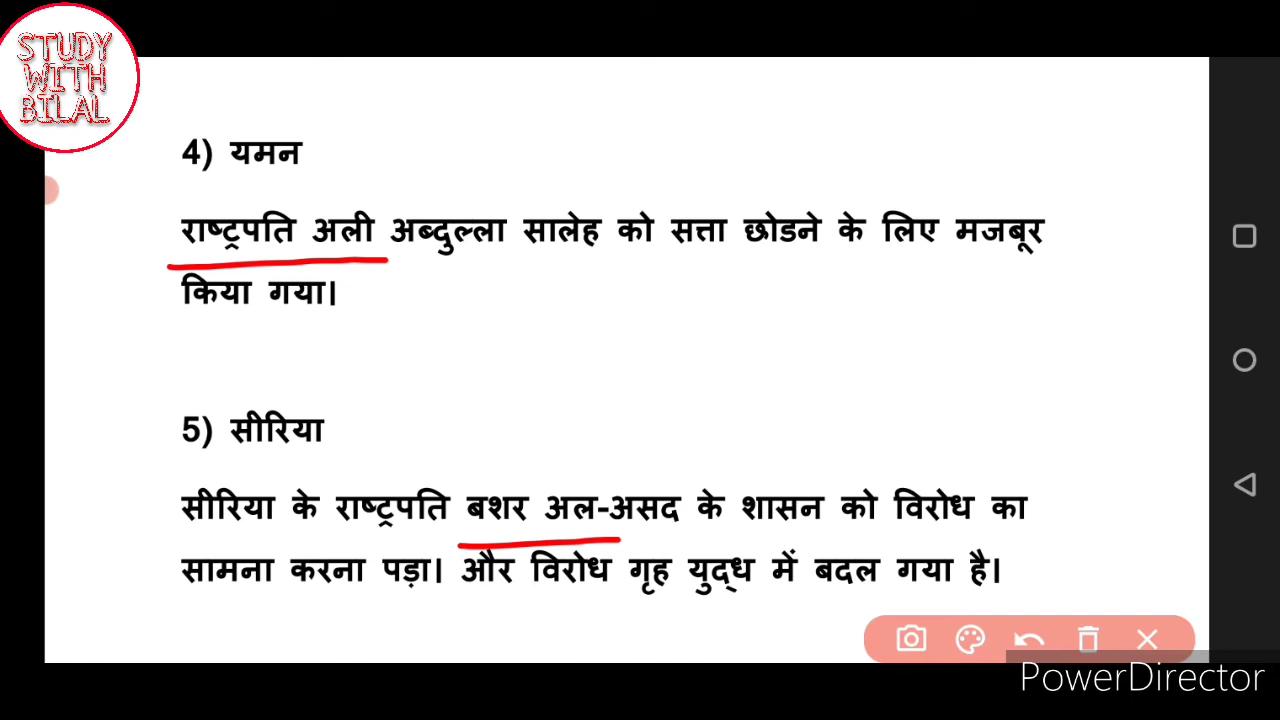 STUDY
WITH
BILAL
4) यमन
राष्ट्रपति अली अब्दुल्ला सालेह को सत्ता छोडने के लिए मजबूर
किया गया।
5) सीरिया
सीरिया के राष्ट्रपति बशर अल-असद के शासन को विरोध का
सामना करना पड़ा। और विरोध गृह युद्ध में बदल गया है।
PowerDirector